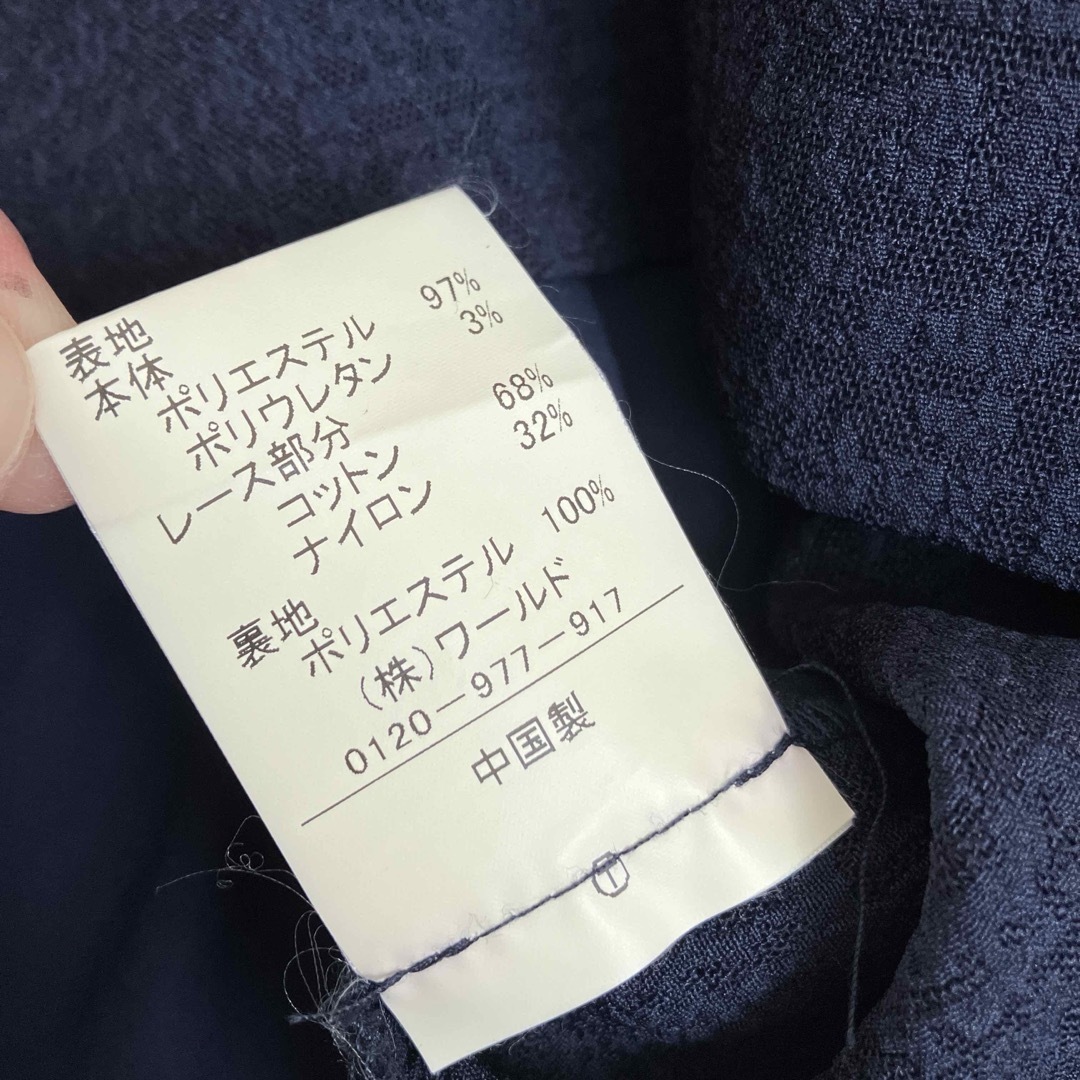 表地
本体
ポリエステル 97%
ポリウレタン 3%
レース部分
コットン 68%
ナイロン 32%
裏地
ポリエステル 100%
(株)ワールド
0120-977-917
中国製
T